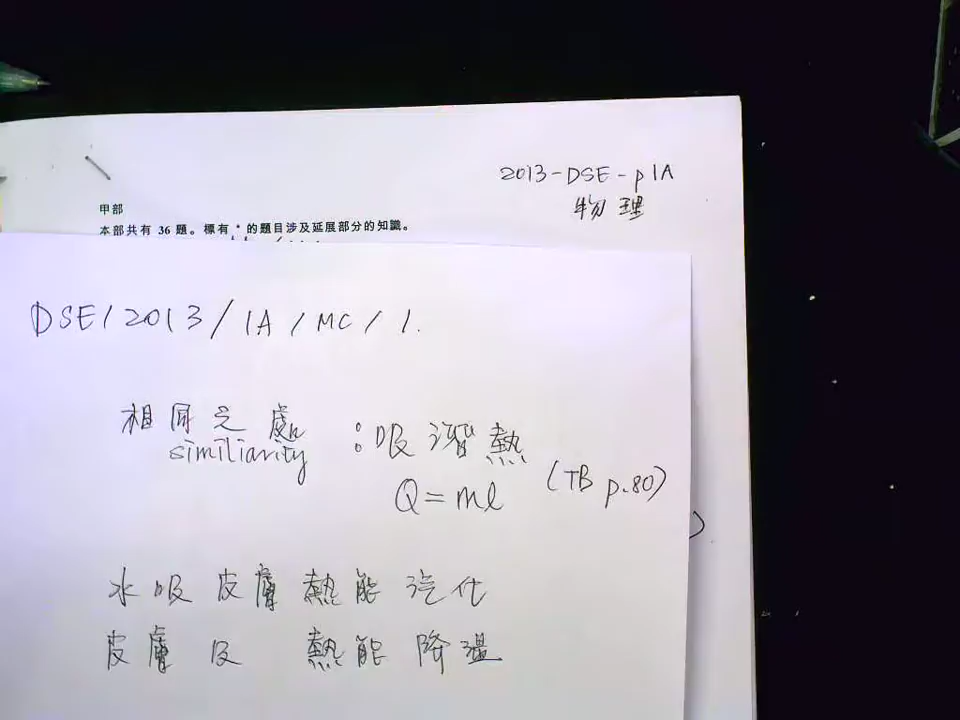 2013-DSE-p1A
物理
甲部
本部共有 36 題。標有 * 的題目涉及延展部分的知識。
DSE/2013/1A/MC/1.
相同之處 :吸潛熱
similiarity
Q=ml (TB p.80)
水吸皮膚熱能汽化
皮膚 熱能降溫